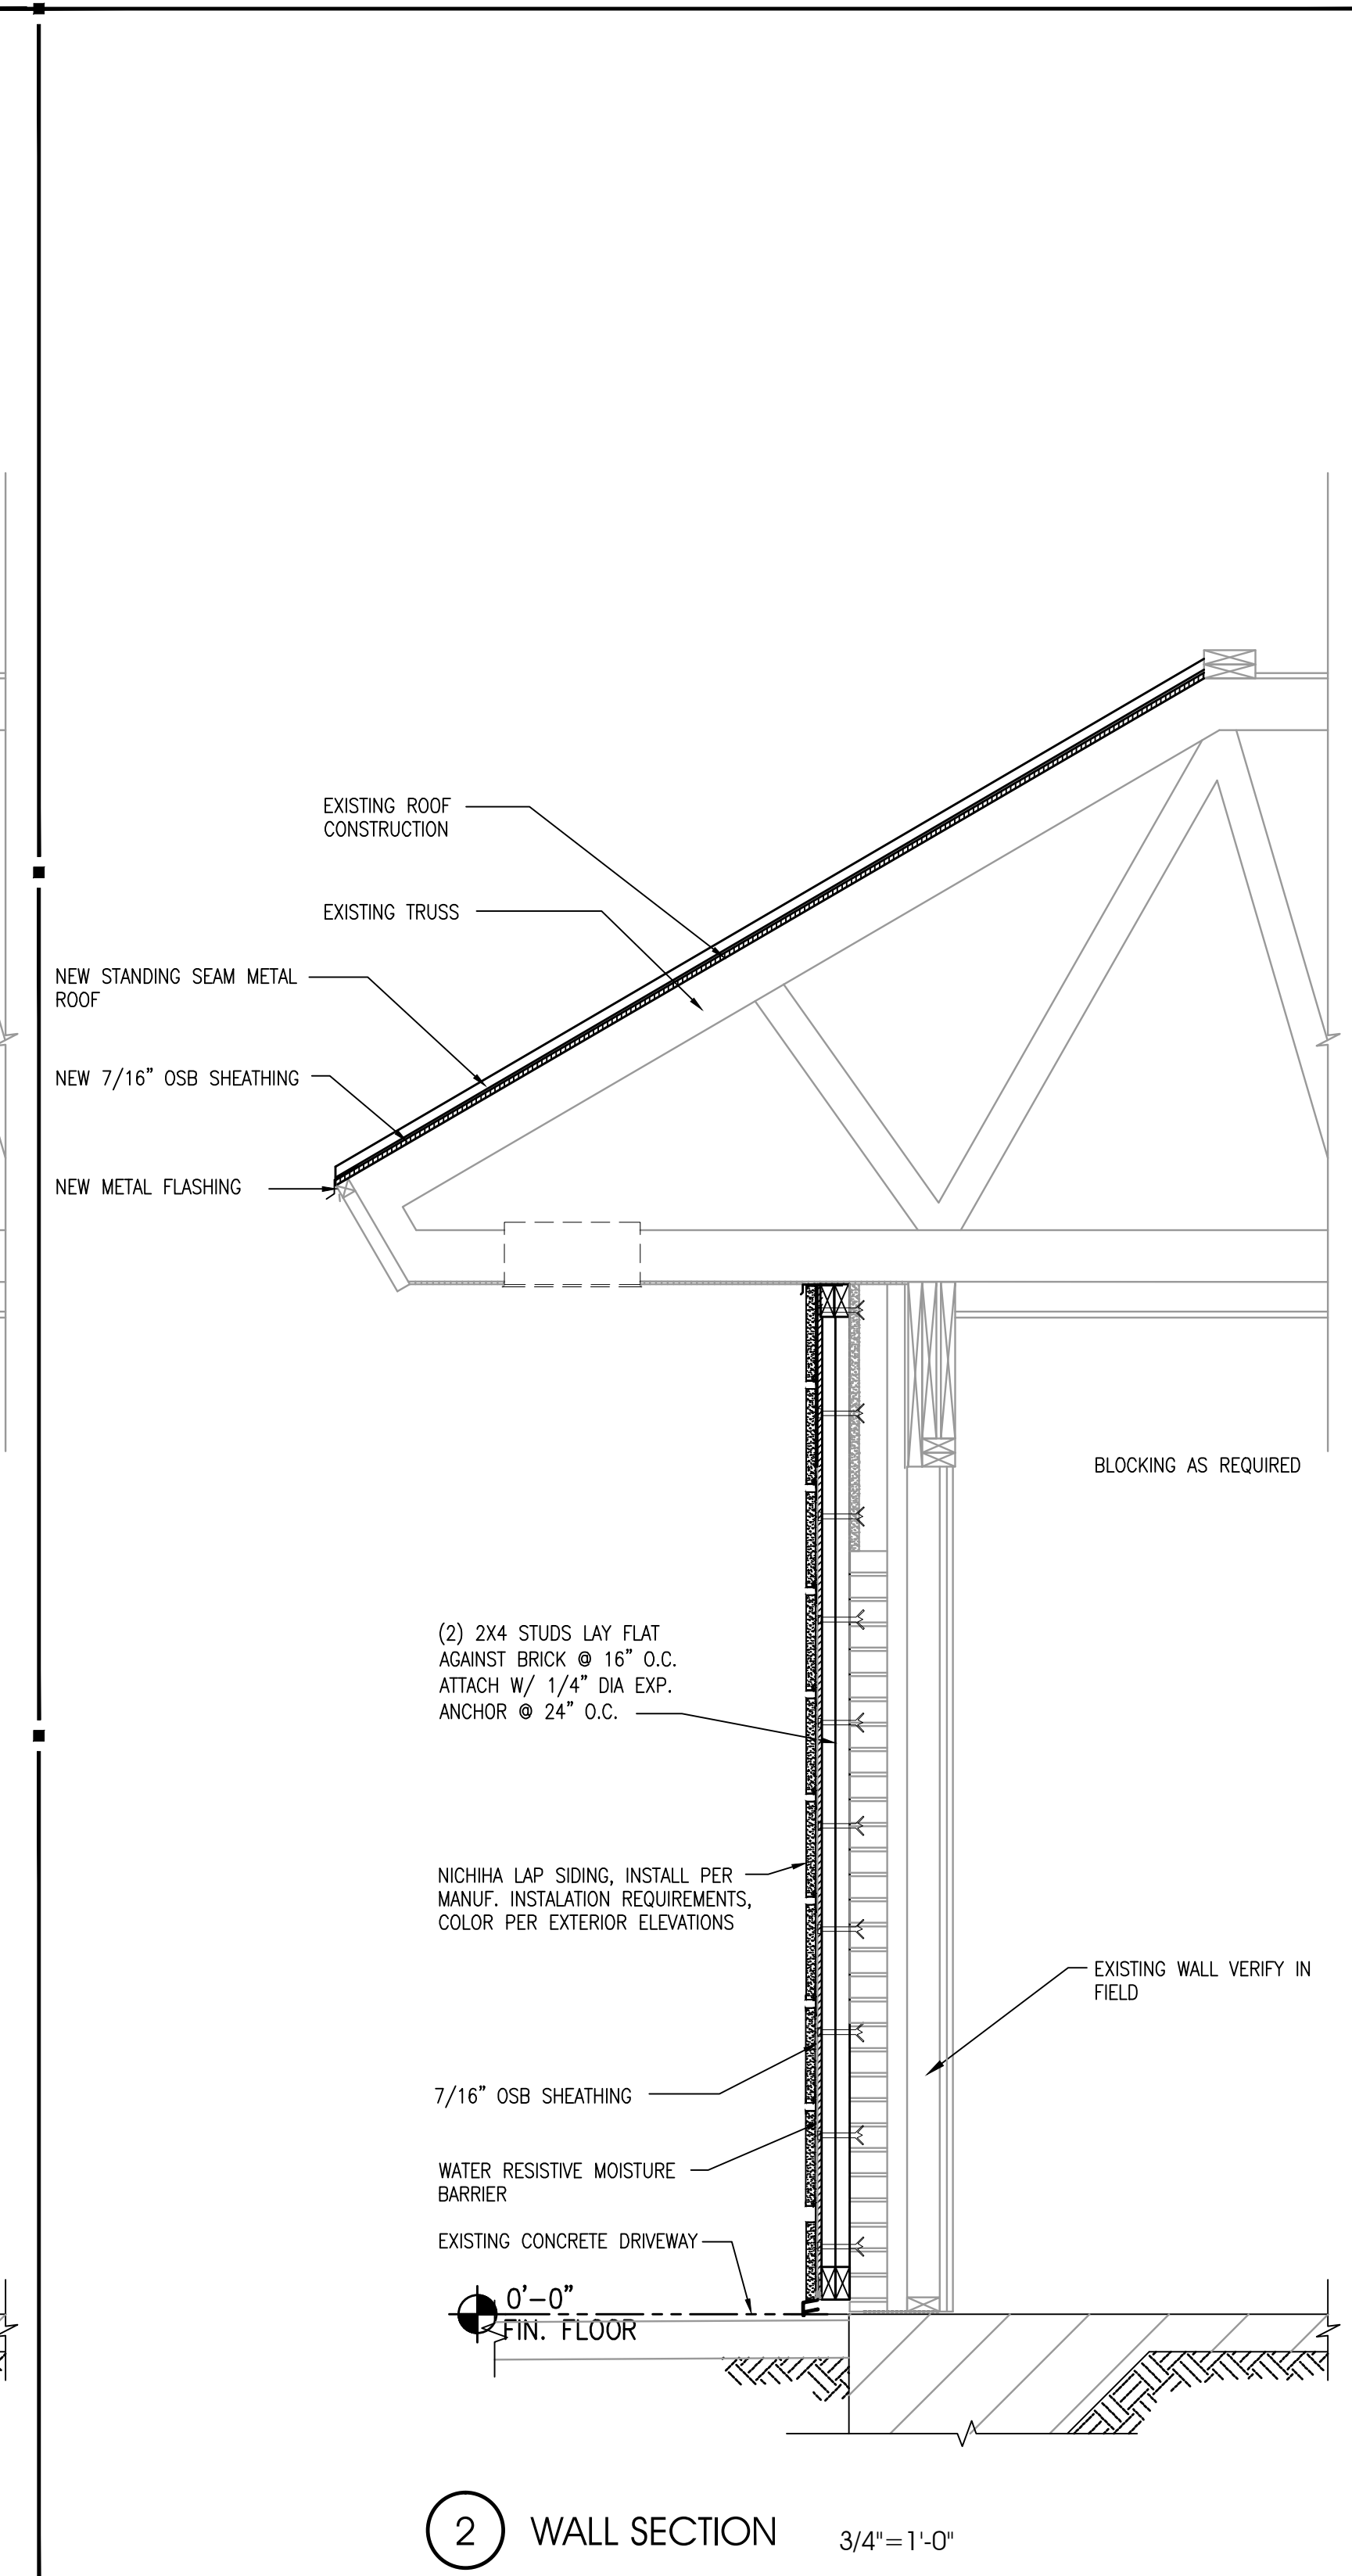 EXISTING ROOF
CONSTRUCTION
EXISTING TRUSS
NEW STANDING SEAM METAL
ROOF
NEW 7/16” OSB SHEATHING
NEW METAL FLASHING
BLOCKING AS REQUIRED
(2) 2X4 STUDS LAY FLAT
AGAINST BRICK @ 16” O.C.
ATTACH W/ 1/4” DIA EXP.
ANCHOR @ 24” O.C.
NICHIHA LAP SIDING, INSTALL PER
MANUF. INSTALATION REQUIREMENTS,
COLOR PER EXTERIOR ELEVATIONS
EXISTING WALL VERIFY IN
FIELD
7/16” OSB SHEATHING
WATER RESISTIVE MOISTURE
BARRIER
EXISTING CONCRETE DRIVEWAY
0’-0”
FIN. FLOOR
2 WALL SECTION 3/4"=1'-0"